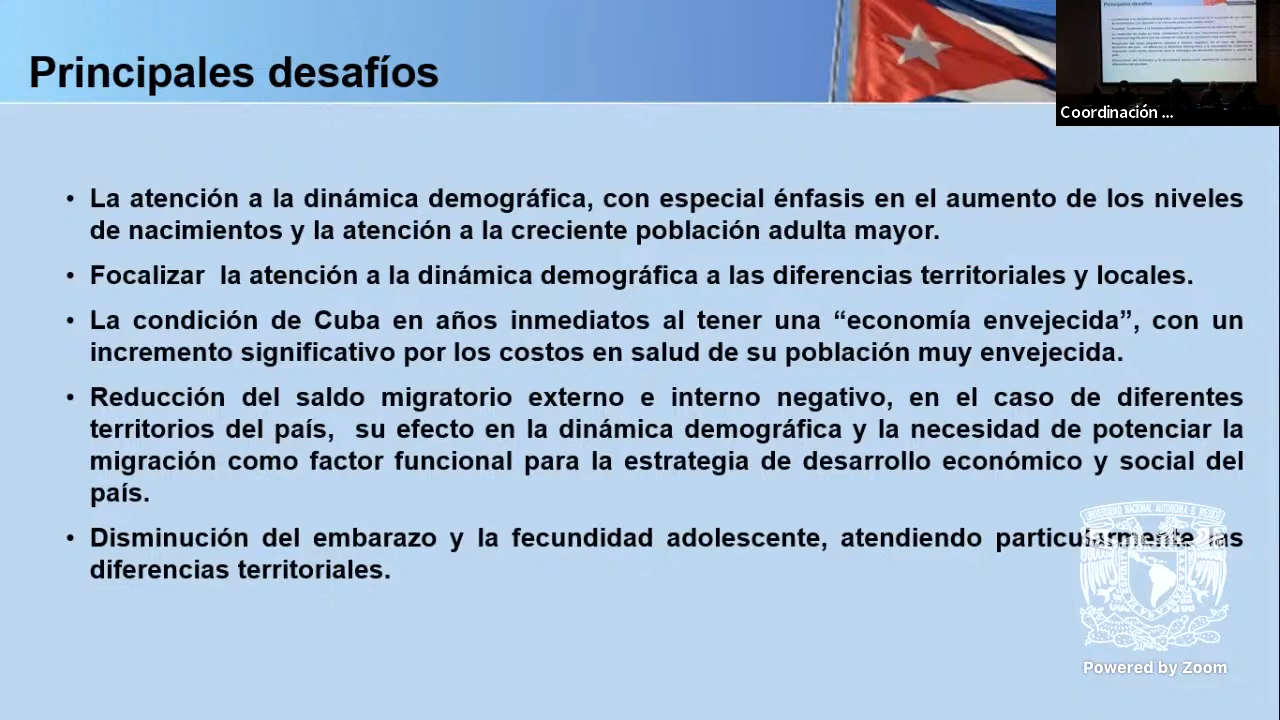 Principales desafíos
Coordinación ...
• La atención a la dinámica demográfica, con especial énfasis en el aumento de los niveles
de nacimientos y la atención a la creciente población adulta mayor.
• Focalizar la atención a la dinámica demográfica a las diferencias territoriales y locales.
• La condición de Cuba en años inmediatos al tener una “economía envejecida”, con un
incremento significativo por los costos en salud de su población muy envejecida.
• Reducción del saldo migratorio externo e interno negativo, en el caso de diferentes
territorios del país, su efecto en la dinámica demográfica y la necesidad de potenciar la
migración como factor funcional para la estrategia de desarrollo económico y social del
país.
• Disminución del embarazo y la fecundidad adolescente, atendiendo particularmente las
diferencias territoriales.
Powered by Zoom